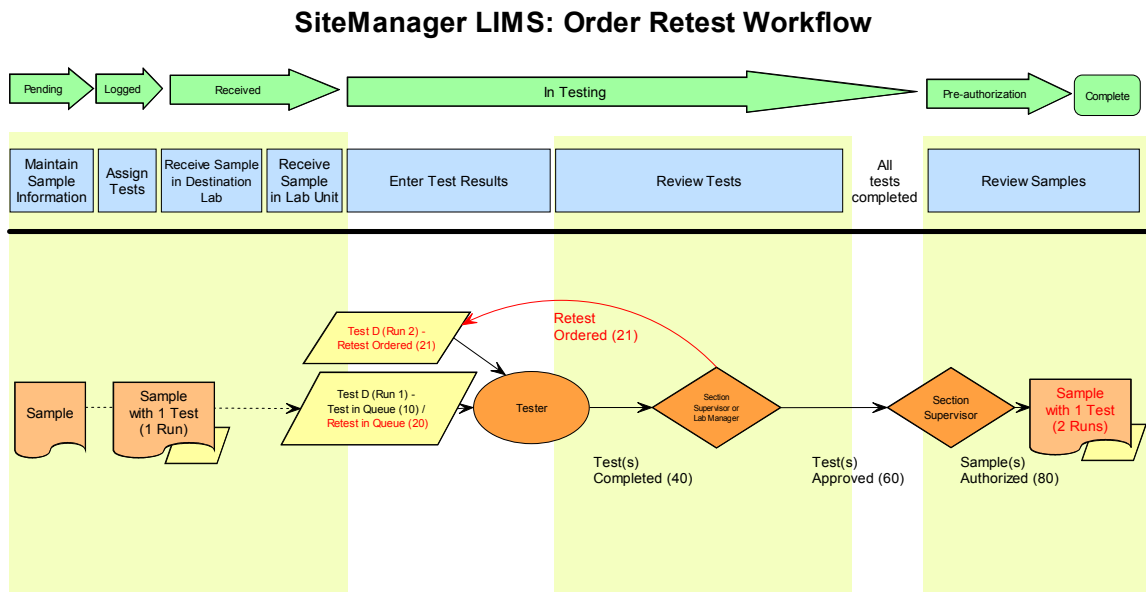 SiteManager LIMS: Order Retest Workflow
Pending
Logged
Received
In Testing
Pre-authorization
Complete
Maintain
Sample
Information
Assign
Tests
Receive Sample
in Destination
Lab
Receive
Sample
in Lab Unit
Enter Test Results
Review Tests
All
tests
completed
Review Samples
Test D (Run 2) -
Retest Ordered (21)
Retest
Ordered (21)
Sample
Sample
with 1 Test
(1 Run)
Test D (Run 1) -
Test in Queue (10) /
Retest in Queue (20)
Tester
Section
Supervisor or
Lab Manager
Section
Supervisor
Sample
with 1 Test
(2 Runs)
Test(s)
Completed (40)
Test(s)
Approved (60)
Sample(s)
Authorized (80)